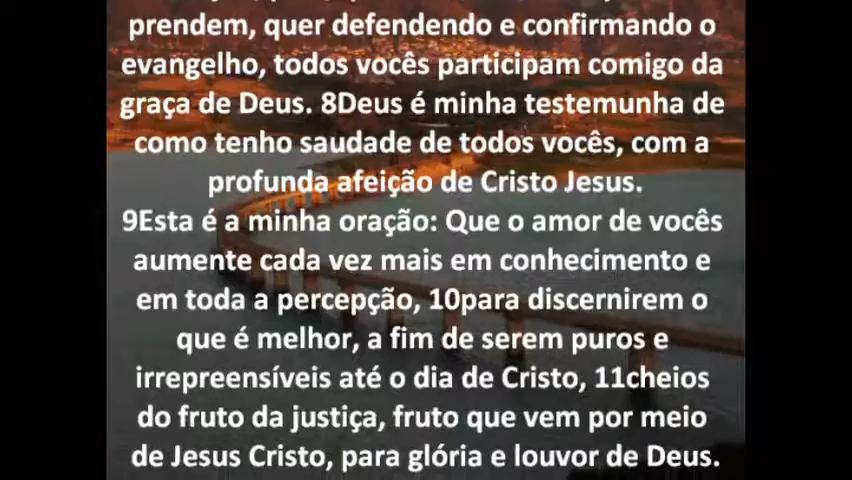 prendem, quer defendendo e confirmando o
evangelho, todos vocês participam comigo da
graça de Deus. 8Deus é minha testemunha de
como tenho saudade de todos vocês, com a
profunda afeição de Cristo Jesus.
9Esta é a minha oração: Que o amor de vocês
aumente cada vez mais em conhecimento e
em toda a percepção, 10para discernirem o
que é melhor, a fim de serem puros e
irrepreensíveis até o dia de Cristo, 11cheios
do fruto da justiça, fruto que vem por meio
de Jesus Cristo, para glória e louvor de Deus.